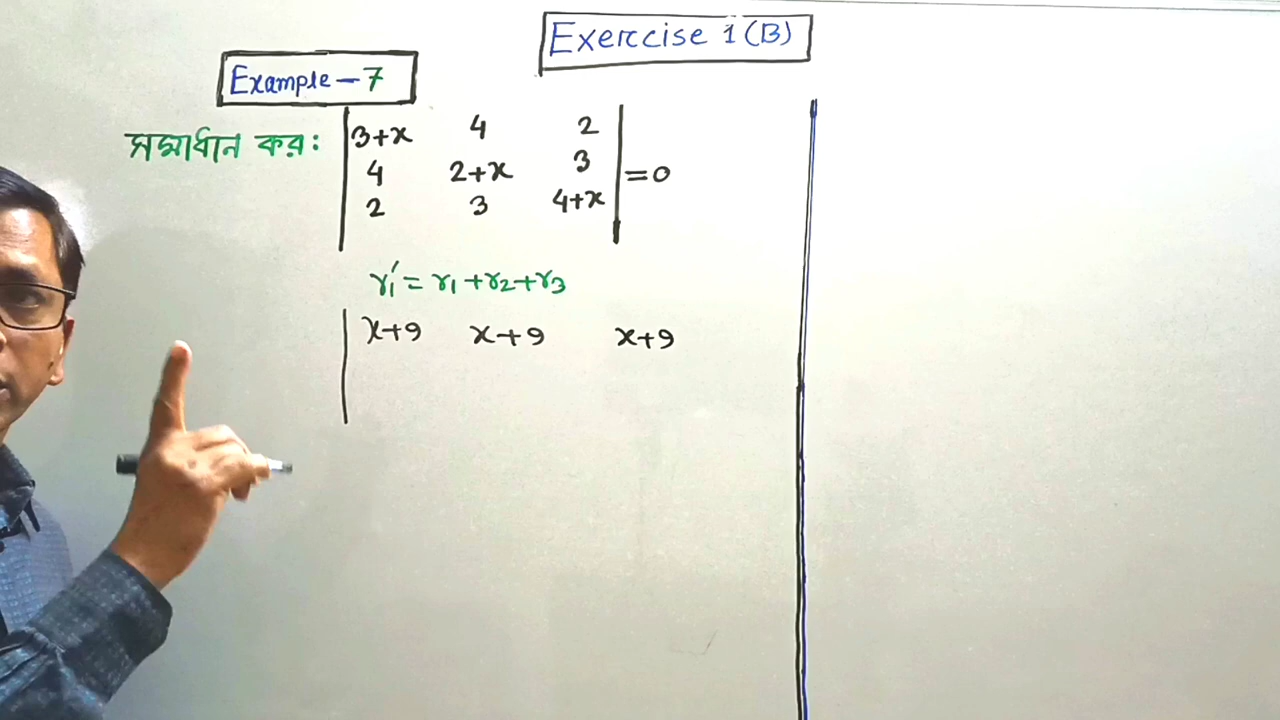 Exerccise 1(B)
Example-7
সমাধান কর:
3+x 4 2
4 2+x 3 =0
2 3 4+x
r₁′ = r₁+r₂+r₃
x+9 x+9 x+9